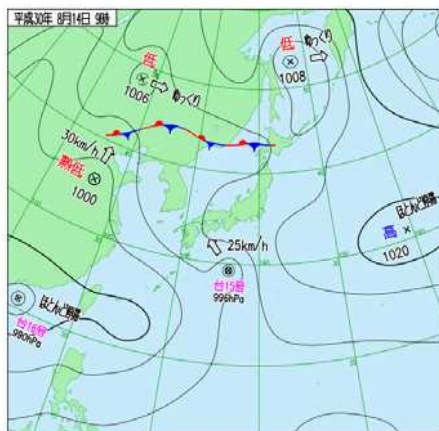 平成30年 8月14日 9時
低
1006
ゆっくり
低
1008
ゆっくり
30km/h
熱低
1000
ほとんど停滞
高
1020
25km/h
台15号
996hPa
ほとんど停滞
台16号
990hPa